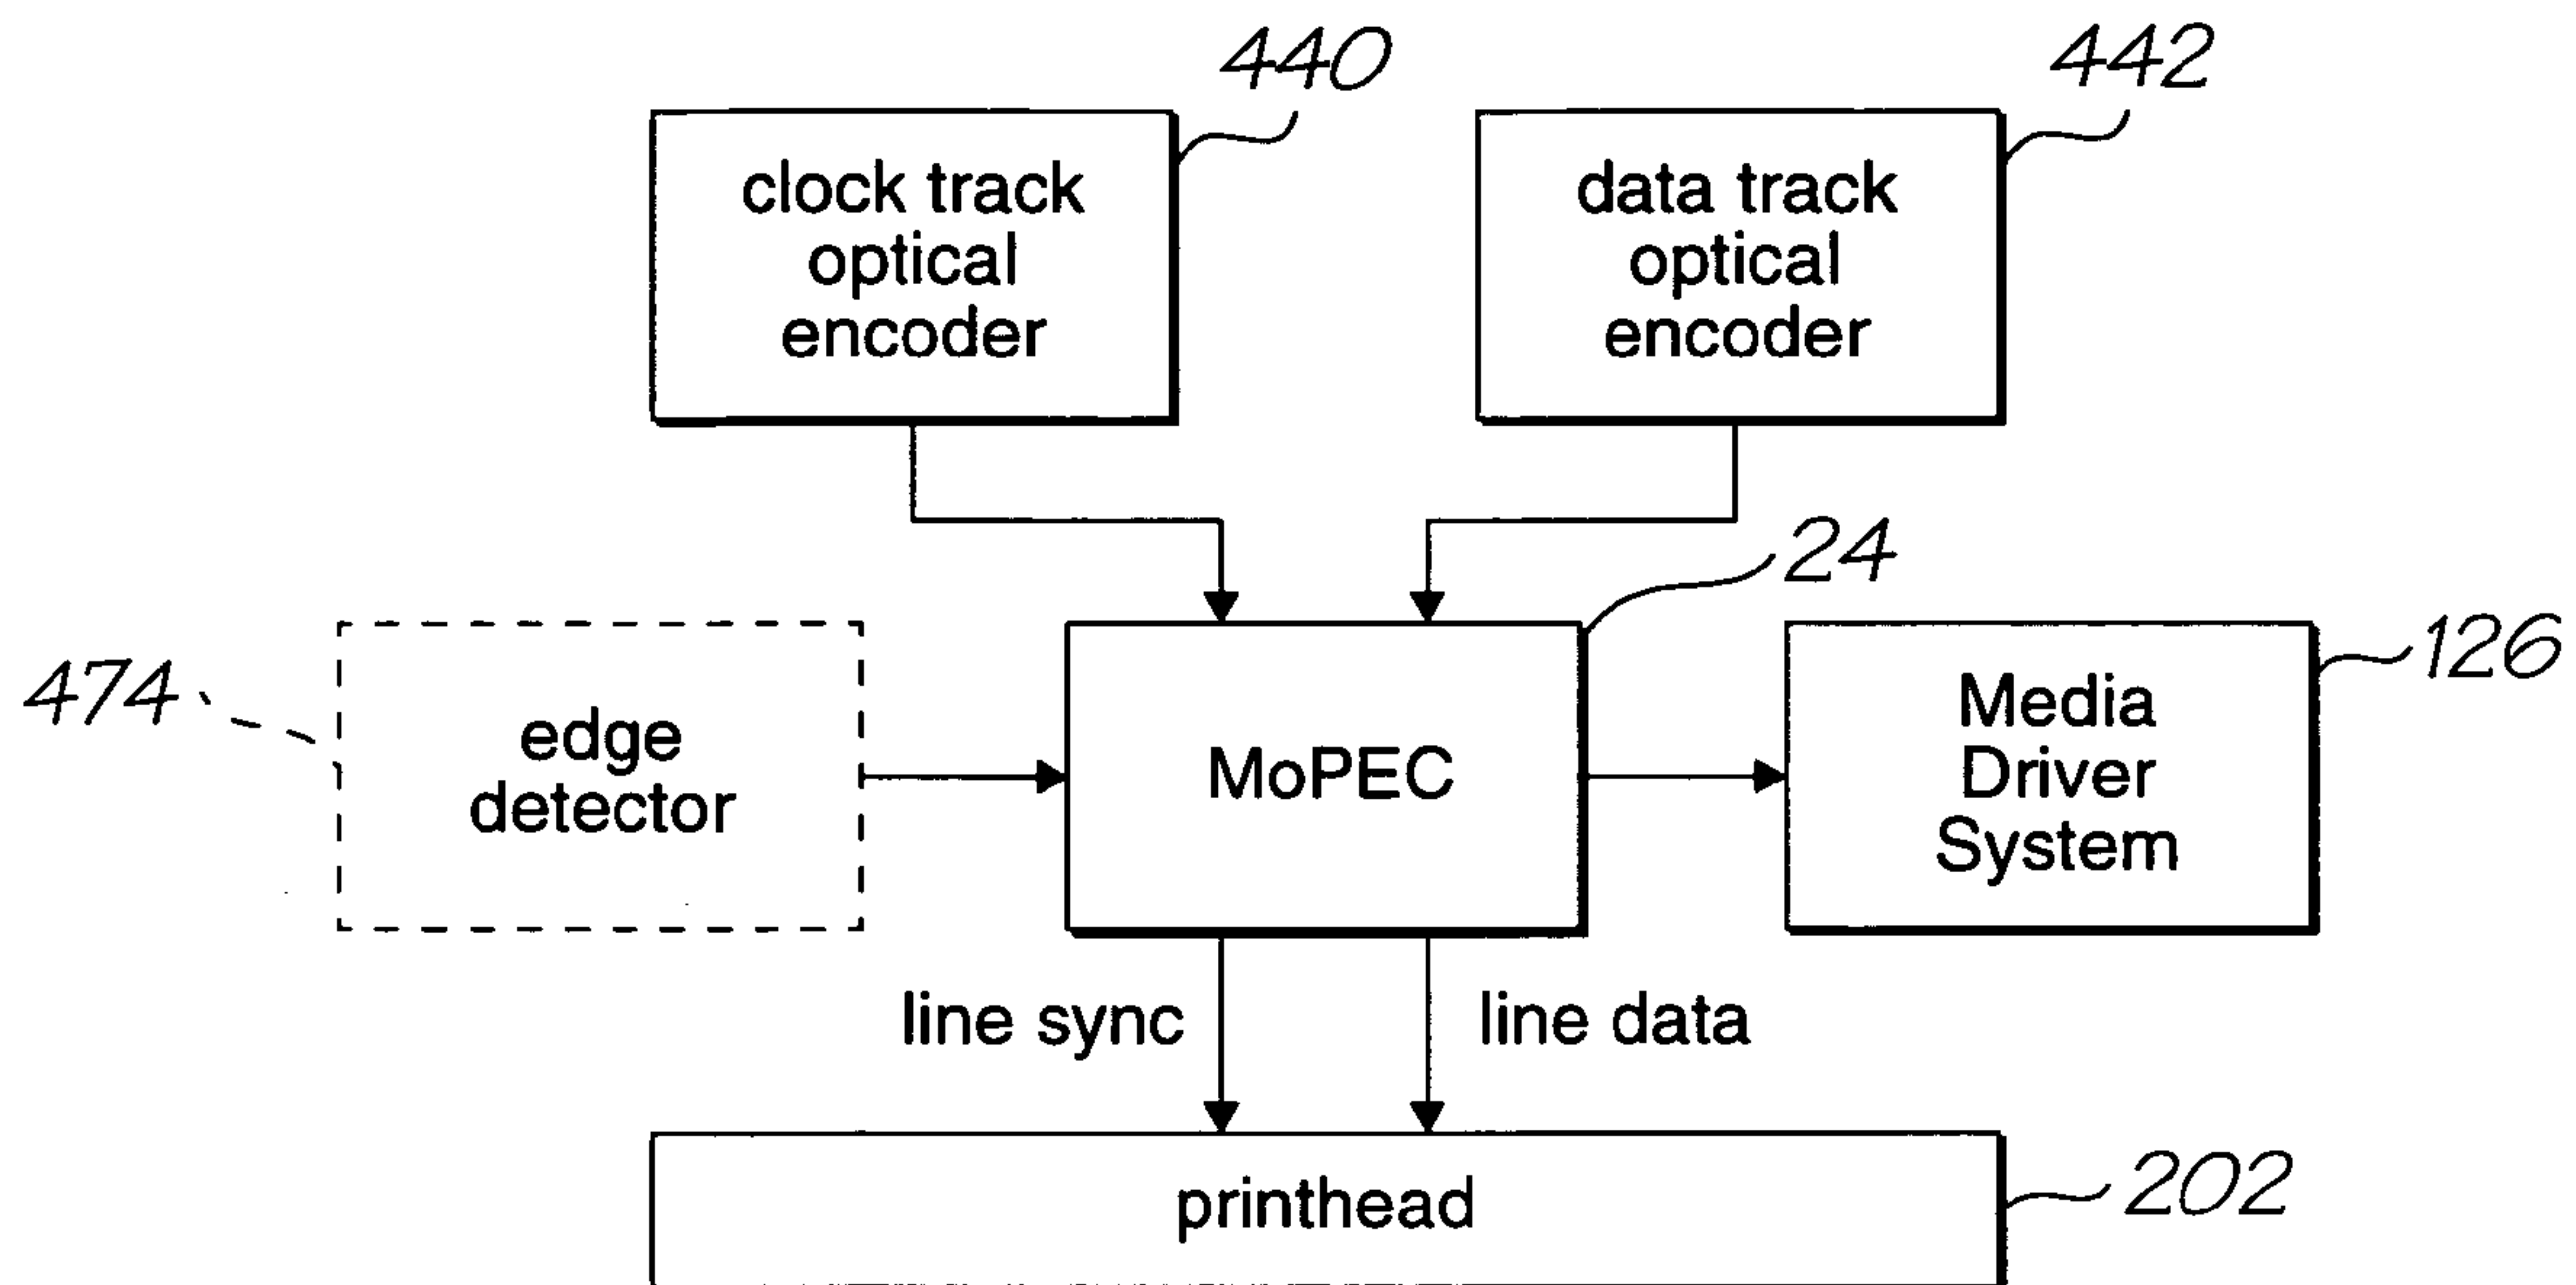 440
442
clock track
optical
encoder
data track
optical
encoder
24
474
edge
detector
MoPEC
Media
Driver
System
126
line sync
line data
printhead
202